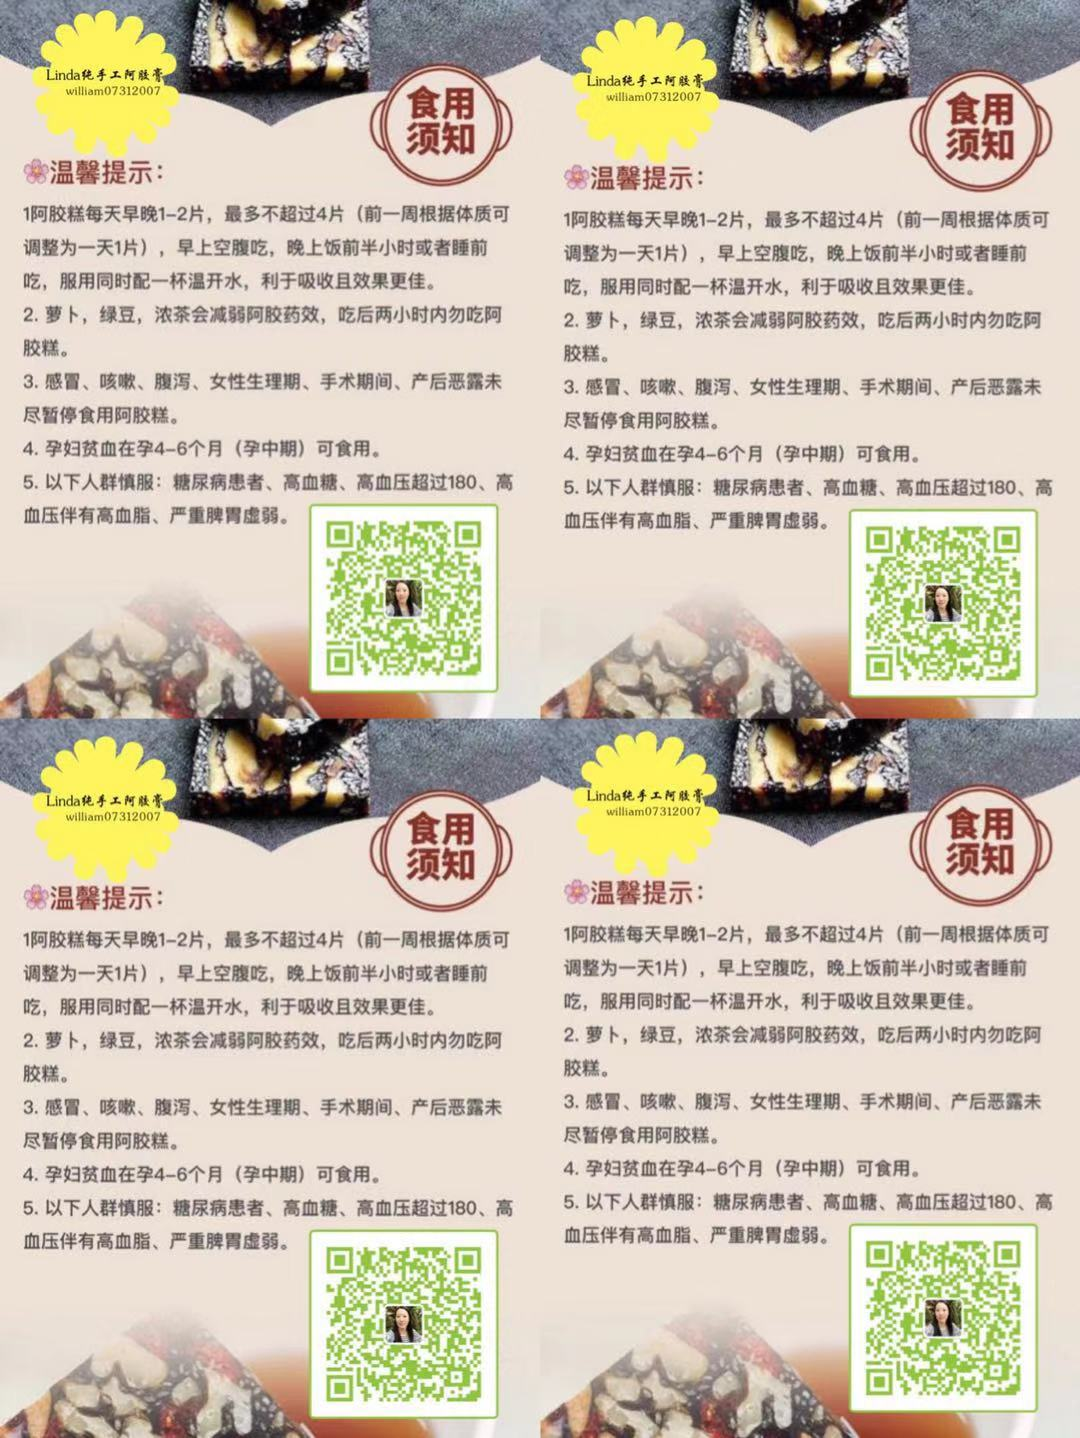 Linda纯手工阿胶膏
william07312007
食用
须知
🌸温馨提示：
1阿胶糕每天早晚1-2片，最多不超过4片（前一周根据体质可
调整为一天1片），早上空腹吃，晚上饭前半小时或者睡前
吃，服用同时配一杯温开水，利于吸收且效果更佳。
2. 萝卜，绿豆，浓茶会减弱阿胶药效，吃后两小时内勿吃阿
胶糕。
3. 感冒、咳嗽、腹泻、女性生理期、手术期间、产后恶露未
尽暂停食用阿胶糕。
4. 孕妇贫血在孕4-6个月（孕中期）可食用。
5. 以下人群慎服：糖尿病患者、高血糖、高血压超过180、高
血压伴有高血脂、严重脾胃虚弱。
Linda纯手工阿胶膏
william07312007
食用
须知
🌸温馨提示：
1阿胶糕每天早晚1-2片，最多不超过4片（前一周根据体质可
调整为一天1片），早上空腹吃，晚上饭前半小时或者睡前
吃，服用同时配一杯温开水，利于吸收且效果更佳。
2. 萝卜，绿豆，浓茶会减弱阿胶药效，吃后两小时内勿吃阿
胶糕。
3. 感冒、咳嗽、腹泻、女性生理期、手术期间、产后恶露未
尽暂停食用阿胶糕。
4. 孕妇贫血在孕4-6个月（孕中期）可食用。
5. 以下人群慎服：糖尿病患者、高血糖、高血压超过180、高
血压伴有高血脂、严重脾胃虚弱。
Linda纯手工阿胶膏
william07312007
食用
须知
🌸温馨提示：
1阿胶糕每天早晚1-2片，最多不超过4片（前一周根据体质可
调整为一天1片），早上空腹吃，晚上饭前半小时或者睡前
吃，服用同时配一杯温开水，利于吸收且效果更佳。
2. 萝卜，绿豆，浓茶会减弱阿胶药效，吃后两小时内勿吃阿
胶糕。
3. 感冒、咳嗽、腹泻、女性生理期、手术期间、产后恶露未
尽暂停食用阿胶糕。
4. 孕妇贫血在孕4-6个月（孕中期）可食用。
5. 以下人群慎服：糖尿病患者、高血糖、高血压超过180、高
血压伴有高血脂、严重脾胃虚弱。
Linda纯手工阿胶膏
william07312007
食用
须知
🌸温馨提示：
1阿胶糕每天早晚1-2片，最多不超过4片（前一周根据体质可
调整为一天1片），早上空腹吃，晚上饭前半小时或者睡前
吃，服用同时配一杯温开水，利于吸收且效果更佳。
2. 萝卜，绿豆，浓茶会减弱阿胶药效，吃后两小时内勿吃阿
胶糕。
3. 感冒、咳嗽、腹泻、女性生理期、手术期间、产后恶露未
尽暂停食用阿胶糕。
4. 孕妇贫血在孕4-6个月（孕中期）可食用。
5. 以下人群慎服：糖尿病患者、高血糖、高血压超过180、高
血压伴有高血脂、严重脾胃虚弱。